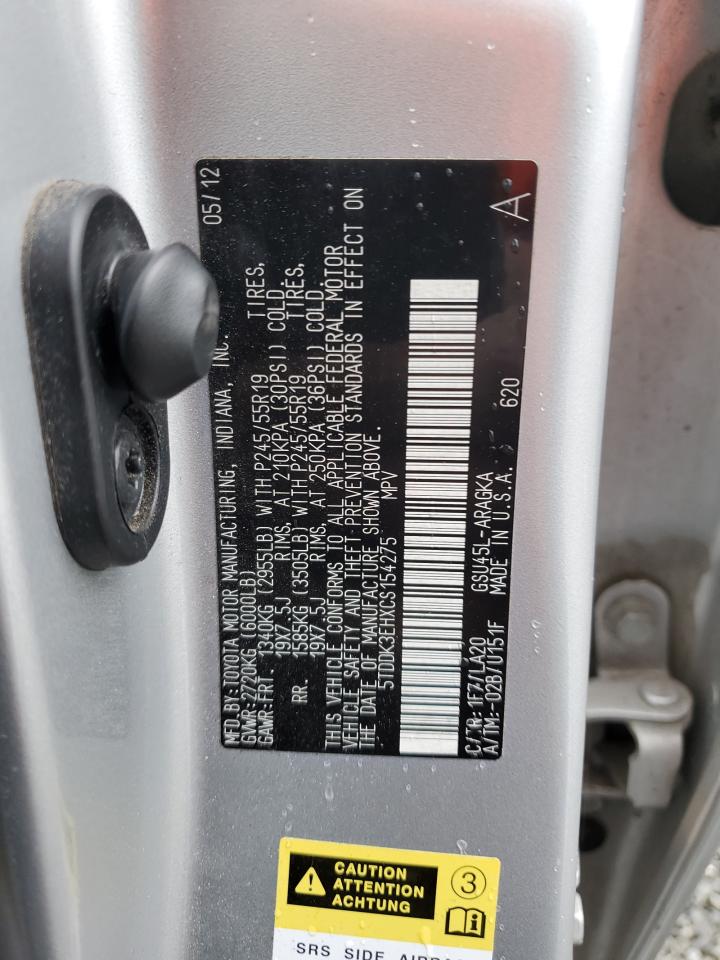 MFD.BY:TOYOTA MOTOR MANUFACTURING, INDIANA, INC. 05/12
GVWR:2720KG (6000LB)
GAWR:FRT. 1340KG (2955LB) WITH P245/55R19 TIRES,
19X7.5J RIMS, AT 210KPA (30PSI) COLD
RR. 1585KG (3505LB) WITH P245/55R19 TIRES,
19X7.5J RIMS, AT 250KPA (36PSI) COLD.
THIS VEHICLE CONFORMS TO ALL APPLICABLE FEDERAL MOTOR
VEHICLE SAFETY AND THEFT PREVENTION STANDARDS IN EFFECT ON
THE DATE OF MANUFACTURE SHOWN ABOVE.
5TDDK3EHXCS154275 MPV
C/TR:1F7/LA20 GSU45L-ARAGKA 620 A
A/TM:-02B/U151F MADE IN U.S.A.
CAUTION
ATTENTION
ACHTUNG
3
SRS SIDE